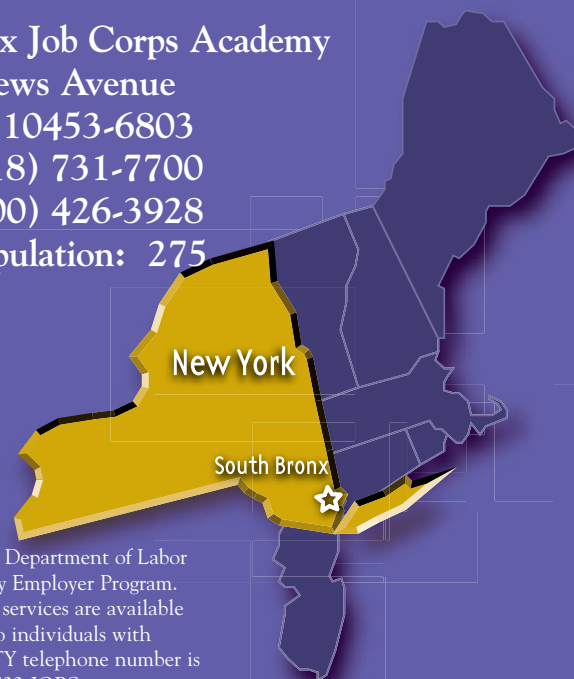 x Job Corps Academy
ews Avenue
10453-6803
18) 731-7700
00) 426-3928
pulation: 275
New York
South Bronx
Department of Labor
y Employer Program.
services are available
o individuals with
TY telephone number is